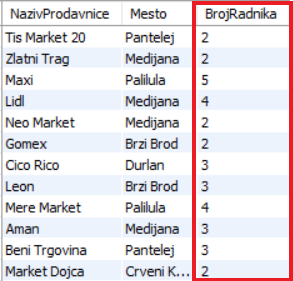 NazivProdavnice Mesto BrojRadnika
Tis Market 20 Pantelej 2
Zlatni Trag Medijana 2
Maxi Palilula 5
Lidl Medijana 4
Neo Market Medijana 2
Gomex Brzi Brod 2
Cico Rico Durlan 3
Leon Brzi Brod 3
Mere Market Palilula 4
Aman Medijana 3
Beni Trgovina Pantelej 3
Market Dojca Crveni K... 2